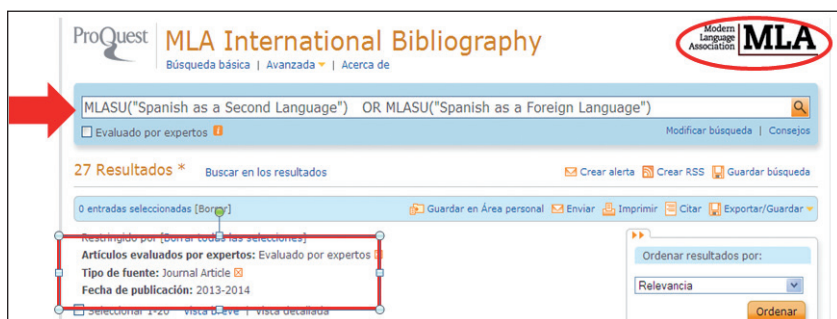 ProQuest
MLA International Bibliography
Modern
Language
Association
MLA
Búsqueda básica | Avanzada | Acerca de
MLASU("Spanish as a Second Language") OR MLASU("Spanish as a Foreign Language")
Evaluado por expertos
Modificar búsqueda | Consejos
27 Resultados * Buscar en los resultados
Crear alerta Crear RSS Guardar búsqueda
0 entradas seleccionadas [Borrar]
Guardar en Área personal Enviar Imprimir Citar Exportar/Guardar
Restringido por [Borrar todas las selecciones]
Artículos evaluados por expertos: Evaluado por expertos
Tipo de fuente: Journal Article
Fecha de publicación: 2013-2014
Seleccionar 1-20 Vista breve | Vista detallada
Ordenar resultados por:
Relevancia
Ordenar